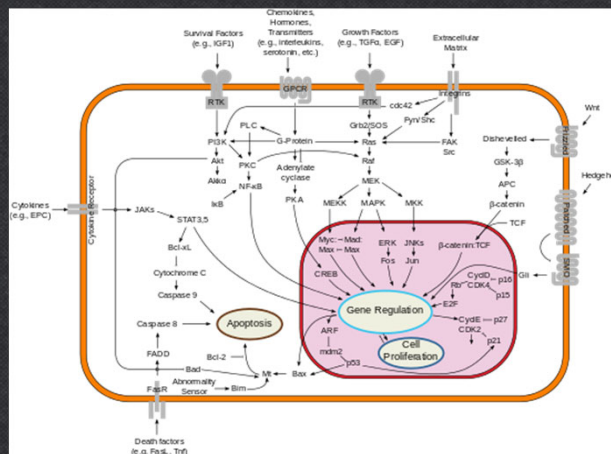 Chemokines,
Hormones,
Transmitters
(e.g., interleukins,
serotonin, etc.)
Survival Factors
(e.g., IGF1)
Growth Factors
(e.g., TGFα, EGF)
Extracellular
Matrix
RTK
GPCR
RTK
Integrins
cdc42
Wnt
Frizzled
PLC
Grb2/SOS
Fyn/Shc
PI3K
G-Protein
Ras
FAK
Src
Dishevelled
Akt
PKC
Raf
GSK-3β
Akkα
Adenylate
cyclase
MEK
APC
Hedgehe
Patched
NF-κB
IκB
PKA
MEKK
MAPK
MKK
β-catenin
TCF
Cytokines
(e.g., EPC)
Cytokine Receptor
JAKs
STAT3,5
Myc:
Mad:
Max
Max
ERK
Fos
JNKs
Jun
β-catenin:TCF
Bcl-xL
Cytochrome C
CREB
Gli
SMO
CycD
p16
Rb
CDK4
p15
E2F
Caspase 9
Gene Regulation
Caspase 8
Apoptosis
CycE
p27
CDK2
p21
ARF
mdm2
Cell
Proliferation
p53
FADD
Bcl-2
Bad
Mt
Bax
FasR
Abnormality
Sensor
Bim
Death factors
(e.g. FasL, Tnf)